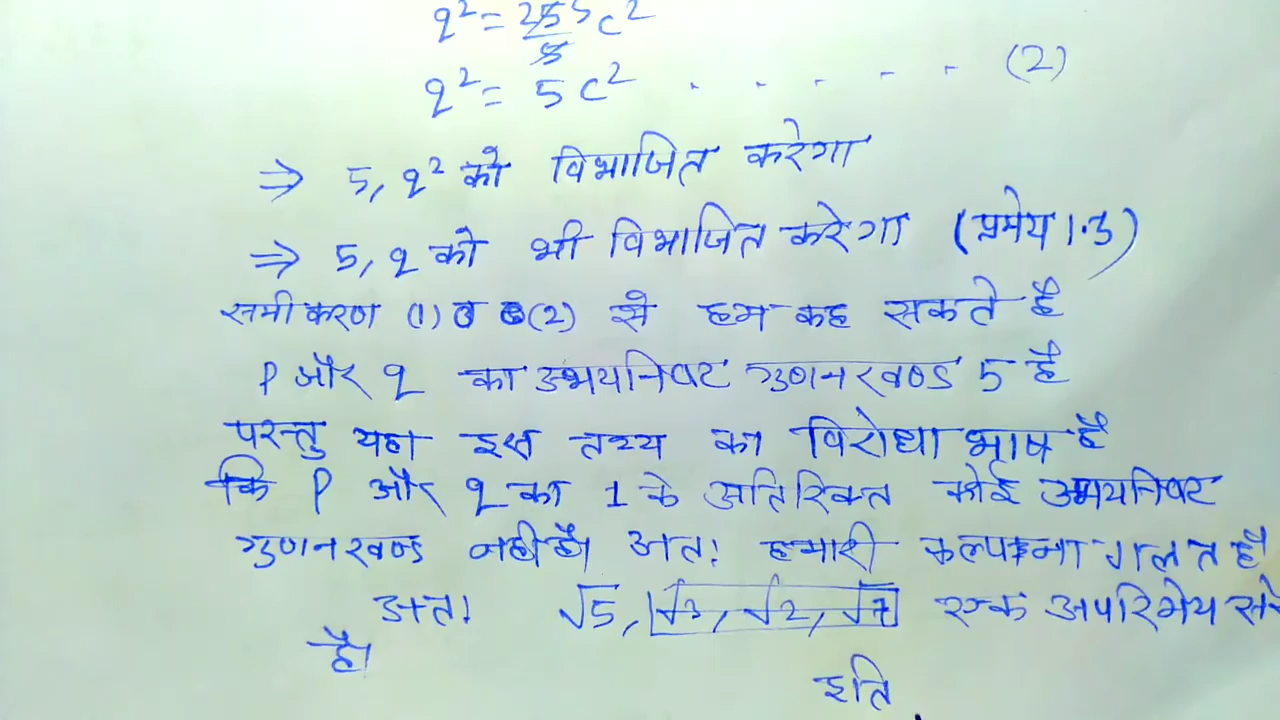 q² = 255/5 c²
q² = 5c² . . . . - - (2)
⇒ 5, q² को विभाजित करेगा
⇒ 5, q को भी विभाजित करेगा (प्रमेय 1.3)
समीकरण (1) व (2) से हम कह सकते है
P और q का उभयनिष्ट गुणनखण्ड 5 है
परन्तु यहा इस तथ्य का विरोधाभाष है
कि P और q का 1 के अतिरिक्त कोई उभयनिष्ट
गुणनखण्ड नही है। अतः हमारी कल्पना गलत है
अतः √5, √3, √2, √7 एक अपरिमेय सं
है।
इति